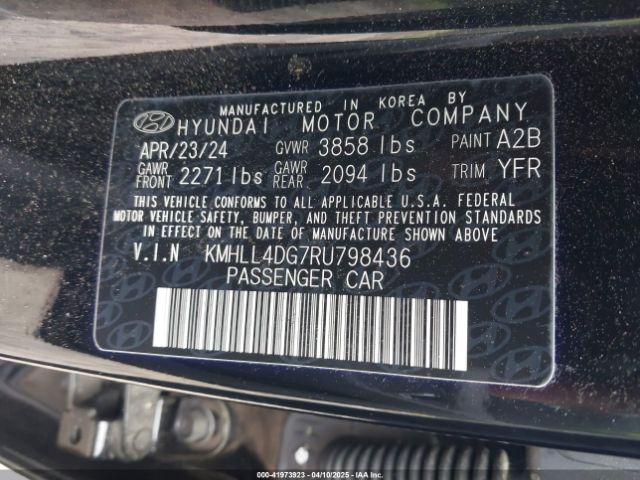 MANUFACTURED IN KOREA BY
HYUNDAI MOTOR COMPANY
APR/23/24 GVWR 3858 lbs PAINT A2B
GAWR FRONT 2271 lbs GAWR REAR 2094 lbs TRIM YFR
THIS VEHICLE CONFORMS TO ALL APPLICABLE U.S.A. FEDERAL
MOTOR VEHICLE SAFETY, BUMPER, AND THEFT PREVENTION STANDARDS
IN EFFECT ON THE DATE OF MANUFACTURE SHOWN ABOVE
V.I.N KMHLL4DG7RU798436
PASSENGER CAR
000-41973923 - 04/10/2025 - IAA Inc.